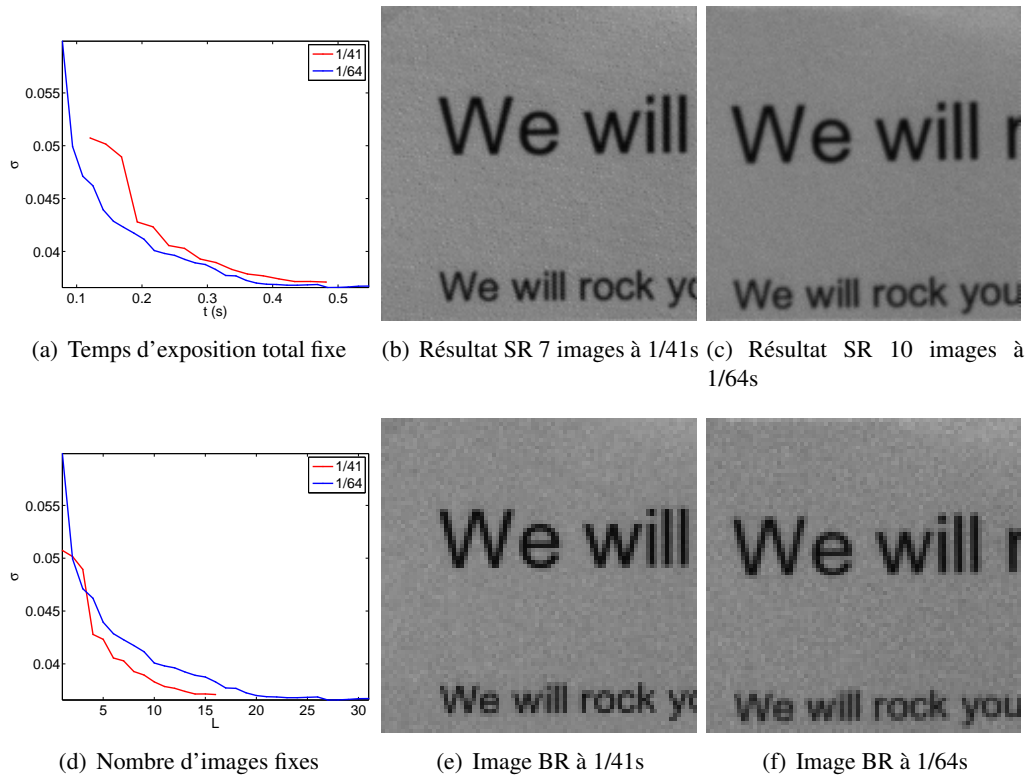 1/41
1/64
0.055
0.05
0.045
0.04
σ
0.1 0.2 0.3 0.4 0.5
t (s)
(a) Temps d'exposition total fixe
We will
We will rock yo
(b) Résultat SR 7 images à 1/41s
We will r
We will rock you
(c) Résultat SR 10 images à
1/64s
1/41
1/64
0.055
0.05
0.045
0.04
σ
5 10 15 20 25 30
L
(d) Nombre d'images fixes
We will
We will rock yo
(e) Image BR à 1/41s
We will r
We will rock you
(f) Image BR à 1/64s